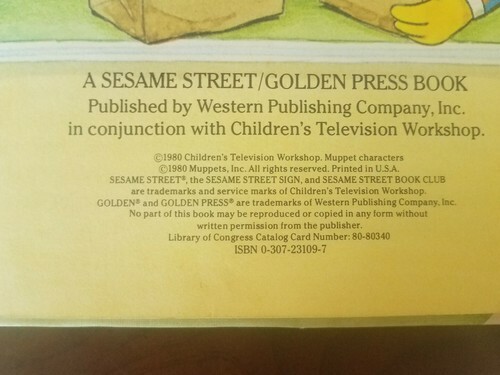 A SESAME STREET/GOLDEN PRESS BOOK
Published by Western Publishing Company, Inc.
in conjunction with Children's Television Workshop.
©1980 Children's Television Workshop. Muppet characters
©1980 Muppets, Inc. All rights reserved. Printed in U.S.A.
SESAME STREET®, the SESAME STREET SIGN, and SESAME STREET BOOK CLUB
are trademarks and service marks of Children's Television Workshop.
GOLDEN® and GOLDEN PRESS® are trademarks of Western Publishing Company, Inc.
No part of this book may be reproduced or copied in any form without
written permission from the publisher.
Library of Congress Catalog Card Number: 80-80340
ISBN 0-307-23109-7